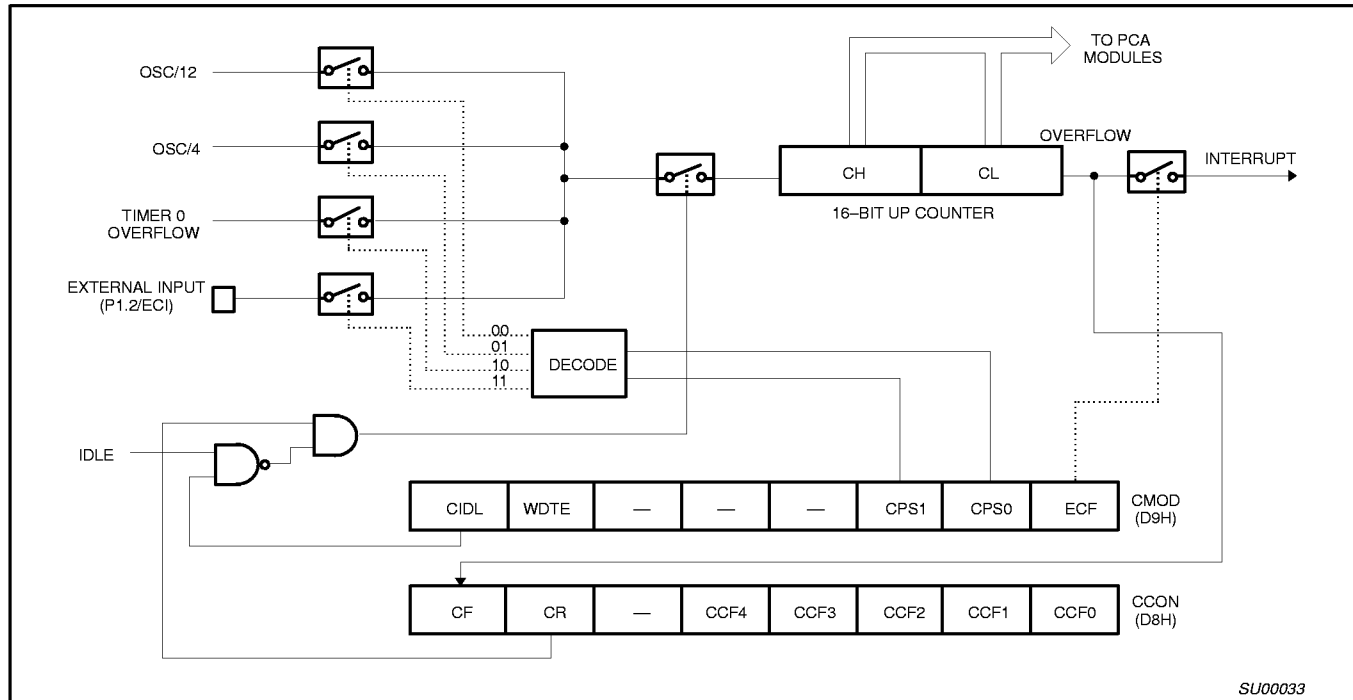 OSC/12
OSC/4
TIMER 0
OVERFLOW
EXTERNAL INPUT
(P1.2/ECI)
TO PCA
MODULES
OVERFLOW
INTERRUPT
CH
CL
16–BIT UP COUNTER
00
01
10
11
DECODE
IDLE
CIDL WDTE — — — CPS1 CPS0 ECF
CMOD
(D9H)
CF CR — CCF4 CCF3 CCF2 CCF1 CCF0
CCON
(D8H)
SU00033